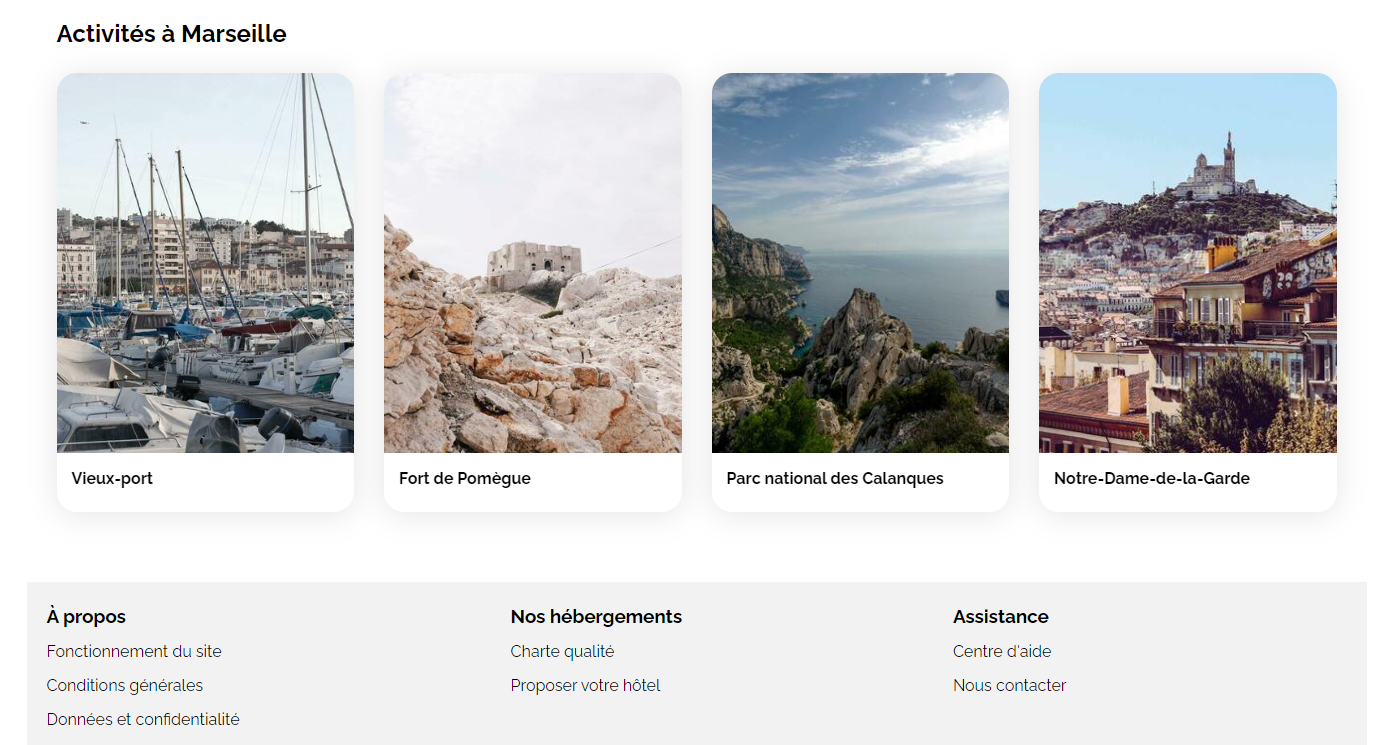 Activités à Marseille
Vieux-port
Fort de Pomègue
Parc national des Calanques
Notre-Dame-de-la-Garde
À propos
Fonctionnement du site
Conditions générales
Données et confidentialité
Nos hébergements
Charte qualité
Proposer votre hôtel
Assistance
Centre d'aide
Nous contacter